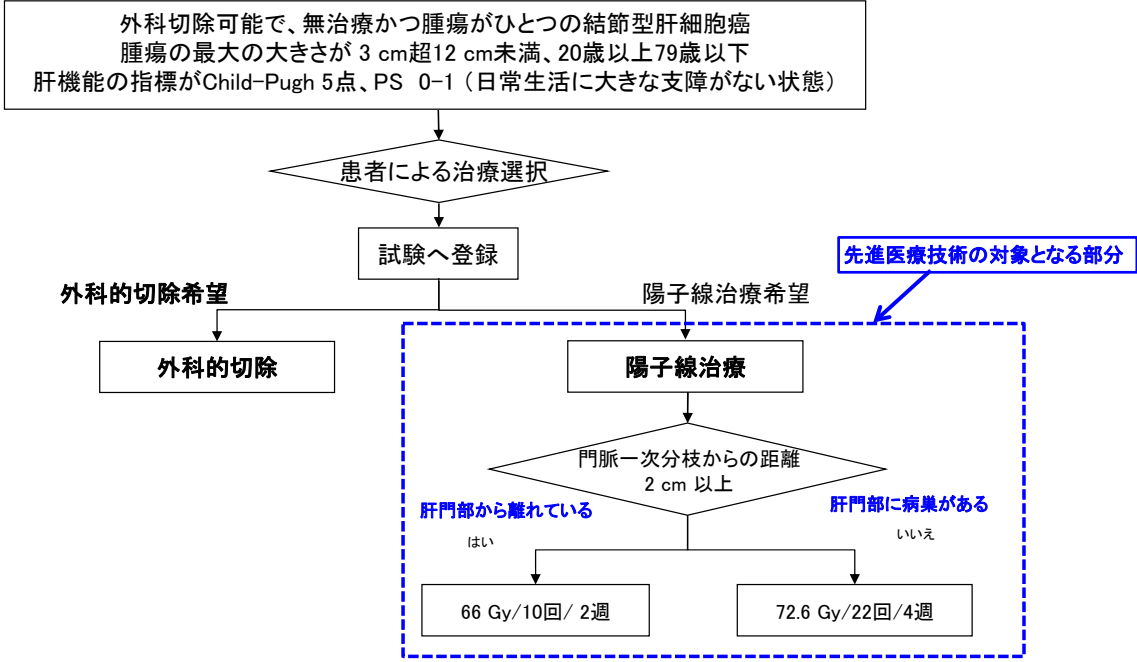 外科切除可能で、無治療かつ腫瘍がひとつの結節型肝細胞癌
腫瘍の最大の大きさが 3 cm超12 cm未満、20歳以上79歳以下
肝機能の指標がChild-Pugh 5点、PS 0-1（日常生活に大きな支障がない状態）
患者による治療選択
試験へ登録
先進医療技術の対象となる部分
外科的切除希望
陽子線治療希望
外科的切除
陽子線治療
門脈一次分枝からの距離
2 cm 以上
肝門部から離れている
肝門部に病巣がある
はい
いいえ
66 Gy/10回/ 2週
72.6 Gy/22回/4週